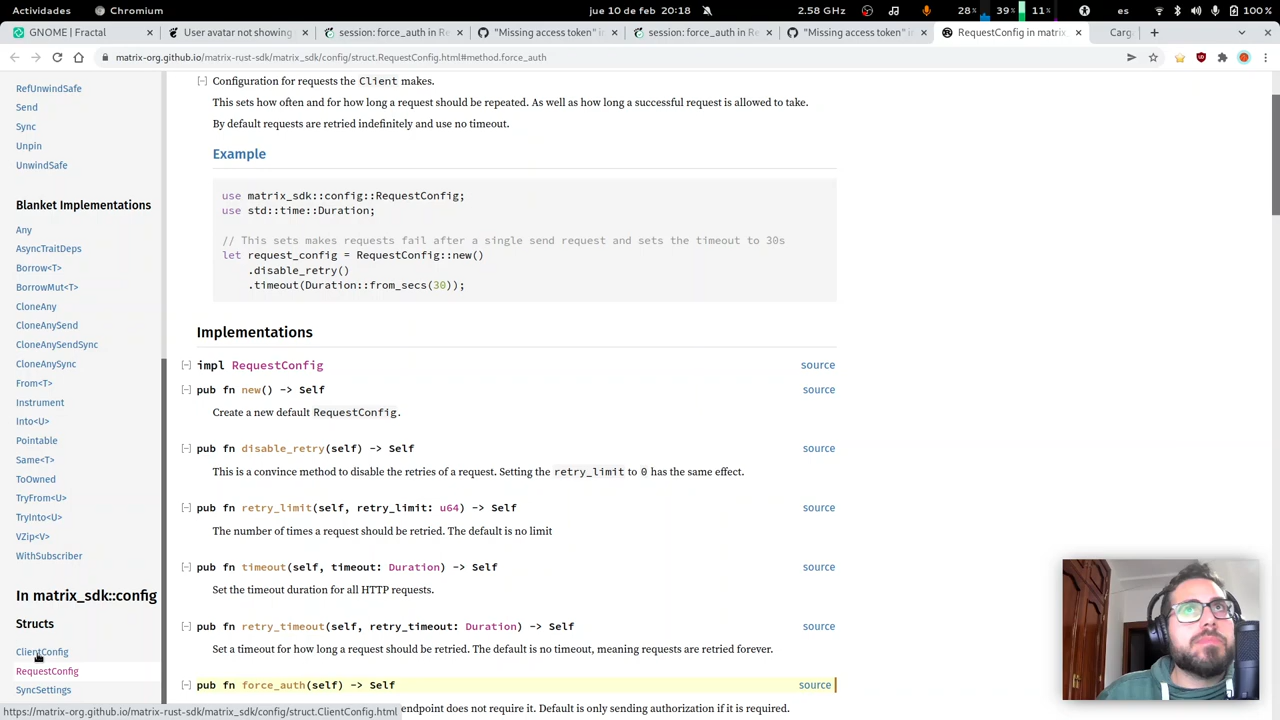 Actividades
Chromium
jue 10 de feb 20:18
2.58 GHz
28%
39%
11%
es
100 %
GNOME | Fractal
User avatar not showing
session: force_auth in Re
"Missing access token" i
session: force_auth in Re
"Missing access token" i
RequestConfig in matrix_
Carg
matrix-org.github.io/matrix-rust-sdk/matrix_sdk/config/struct.RequestConfig.html#method.force_auth
RefUnwindSafe
Send
Sync
Unpin
UnwindSafe
Blanket Implementations
Any
AsyncTraitDeps
Borrow<T>
BorrowMut<T>
CloneAny
CloneAnySend
CloneAnySendSync
CloneAnySync
From<T>
Instrument
Into<U>
Pointable
Same<T>
ToOwned
TryFrom<U>
TryInto<U>
VZip<V>
WithSubscriber
In matrix_sdk::config
Structs
ClientConfig
RequestConfig
SyncSettings
[−] Configuration for requests the Client makes.
This sets how often and for how long a request should be repeated. As well as how long a successful request is allowed to take.
By default requests are retried indefinitely and use no timeout.
Example
use matrix_sdk::config::RequestConfig;
use std::time::Duration;
// This sets makes requests fail after a single send request and sets the timeout to 30s
let request_config = RequestConfig::new()
.disable_retry()
.timeout(Duration::from_secs(30));
Implementations
[−] impl RequestConfig source
[−] pub fn new() -> Self source
Create a new default RequestConfig.
[−] pub fn disable_retry(self) -> Self source
This is a convince method to disable the retries of a request. Setting the retry_limit to 0 has the same effect.
[−] pub fn retry_limit(self, retry_limit: u64) -> Self source
The number of times a request should be retried. The default is no limit
[−] pub fn timeout(self, timeout: Duration) -> Self source
Set the timeout duration for all HTTP requests.
[−] pub fn retry_timeout(self, retry_timeout: Duration) -> Self source
Set a timeout for how long a request should be retried. The default is no timeout, meaning requests are retried forever.
[−] pub fn force_auth(self) -> Self source
endpoint does not require it. Default is only sending authorization if it is required.
https://matrix-org.github.io/matrix-rust-sdk/matrix_sdk/config/struct.ClientConfig.html